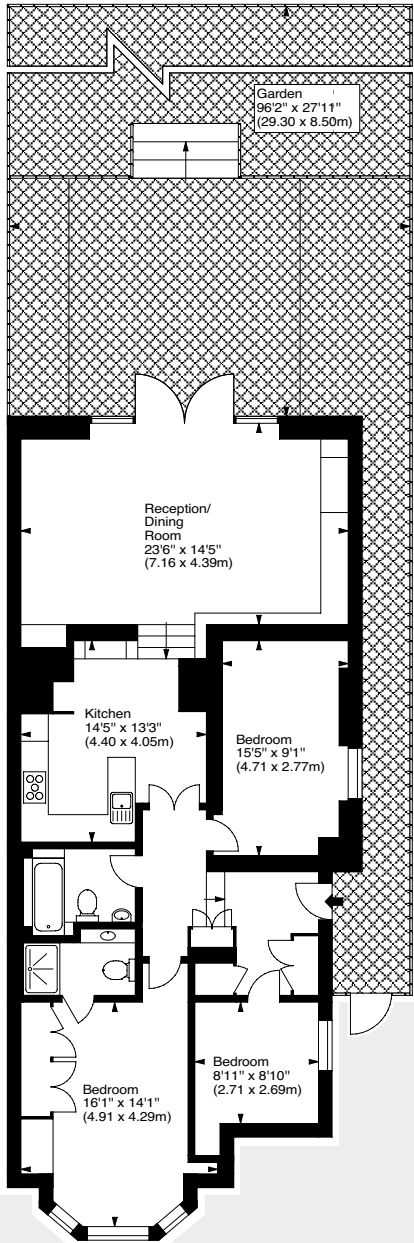 Garden
96'2" x 27'11"
(29.30 x 8.50m)
Reception/
Dining
Room
23'6" x 14'5"
(7.16 x 4.39m)
Kitchen
14'5" x 13'3"
(4.40 x 4.05m)
Bedroom
15'5" x 9'1"
(4.71 x 2.77m)
Bedroom
8'11" x 8'10"
(2.71 x 2.69m)
Bedroom
16'1" x 14'1"
(4.91 x 4.29m)